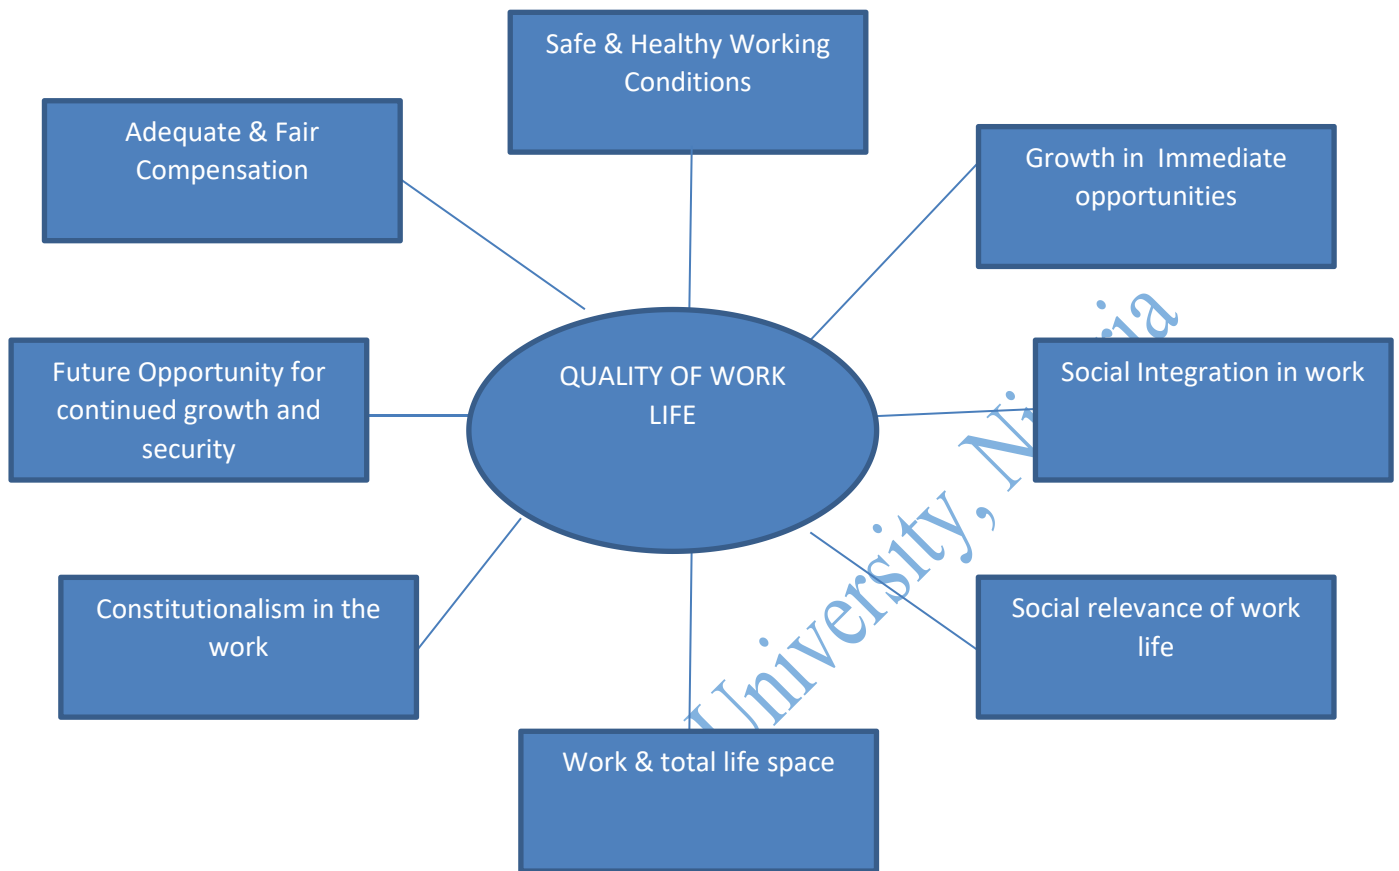 Safe & Healthy Working
Conditions
Adequate & Fair
Compensation
Growth in Immediate
opportunities
Future Opportunity for
continued growth and
security
QUALITY OF WORK
LIFE
Social Integration in work
Constitutionalism in the
work
Social relevance of work
life
Work & total life space
University,